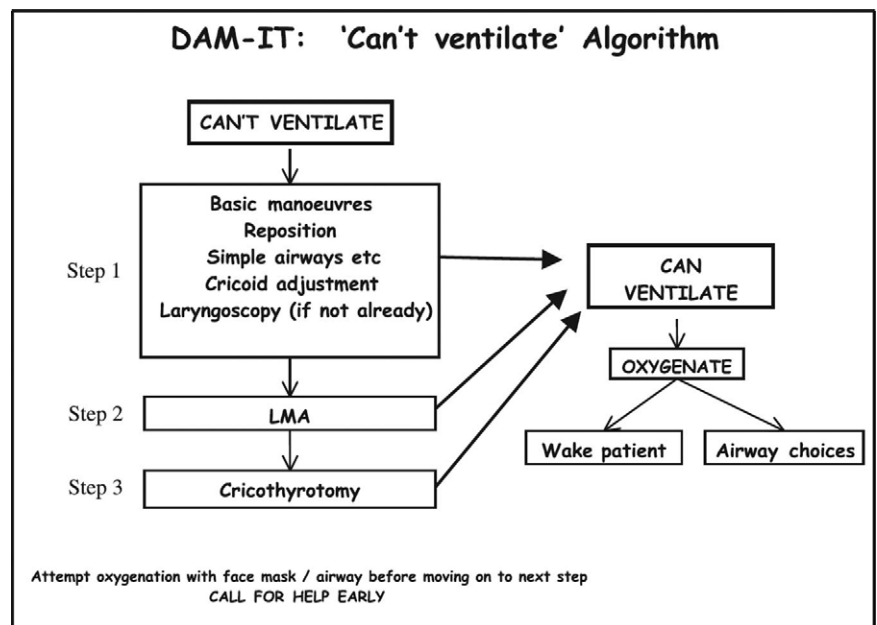 DAM-IT: ‘Can't ventilate’ Algorithm
CAN'T VENTILATE
Step 1
Basic manoeuvres
Reposition
Simple airways etc
Cricoid adjustment
Laryngoscopy (if not already)
CAN
VENTILATE
OXYGENATE
Wake patient
Airway choices
Step 2
LMA
Step 3
Cricothyrotomy
Attempt oxygenation with face mask / airway before moving on to next step
CALL FOR HELP EARLY